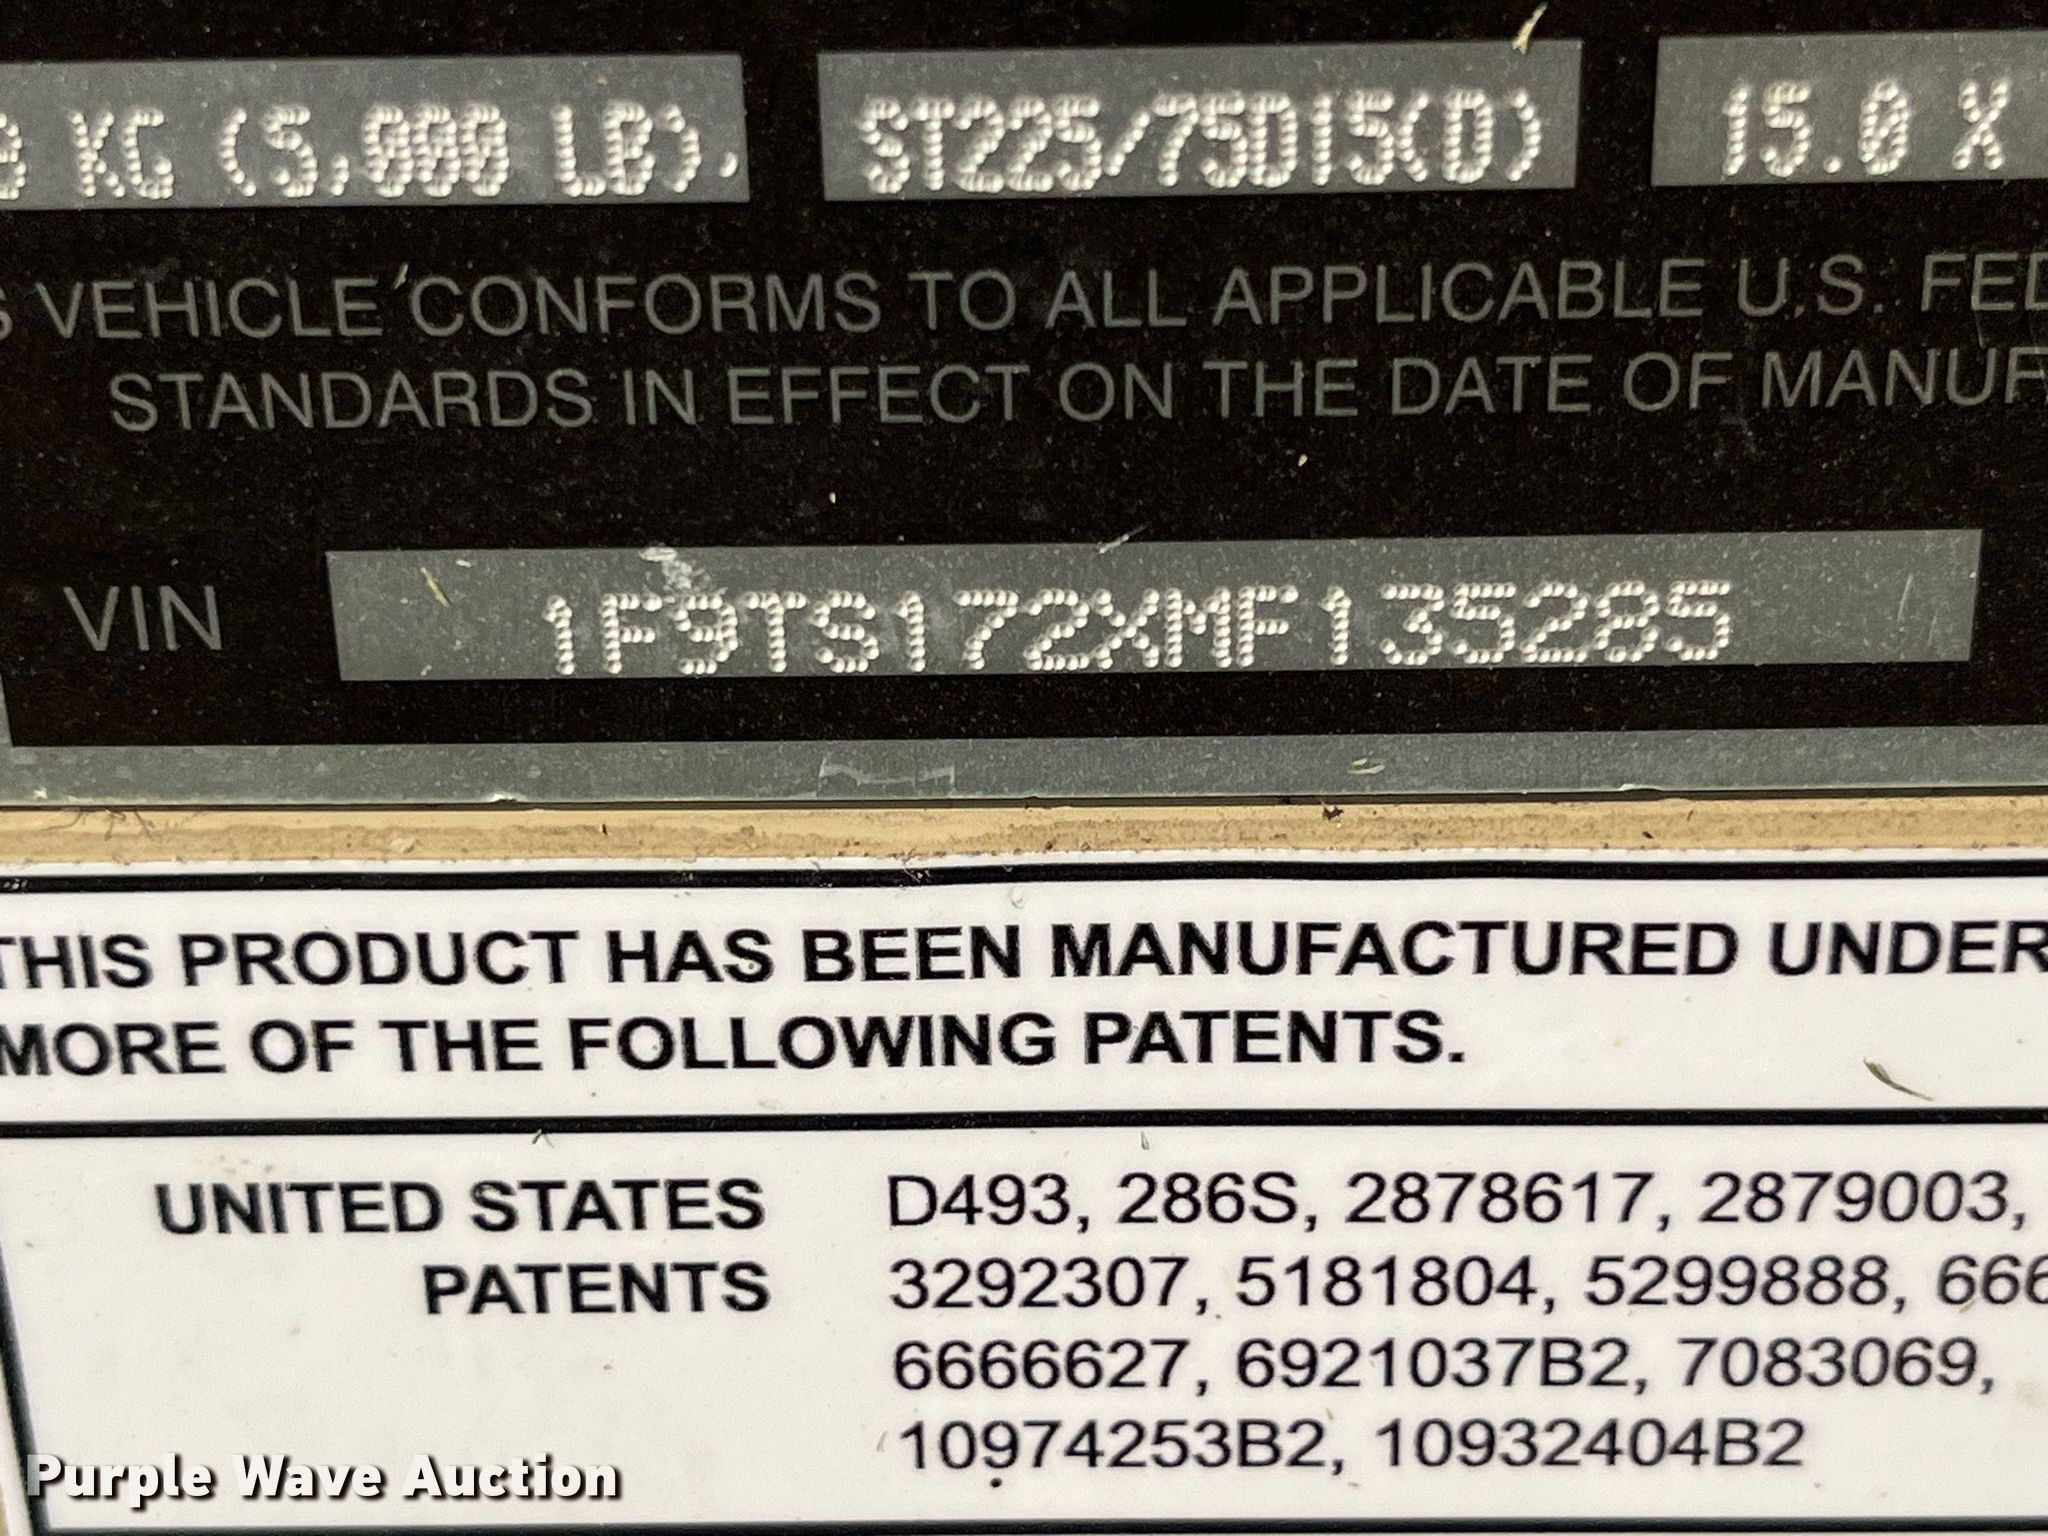 KG (5,000 LB). ST225/75D15(D) 15.0 X
VEHICLE CONFORMS TO ALL APPLICABLE U.S. FED
STANDARDS IN EFFECT ON THE DATE OF MANUF
VIN 1F9TS172XMF135285
THIS PRODUCT HAS BEEN MANUFACTURED UNDER
MORE OF THE FOLLOWING PATENTS.
UNITED STATES D493, 286S, 2878617, 2879003,
PATENTS 3292307, 5181804, 5299888, 666
6666627, 6921037B2, 7083069,
10974253B2, 10932404B2
Purple Wave Auction